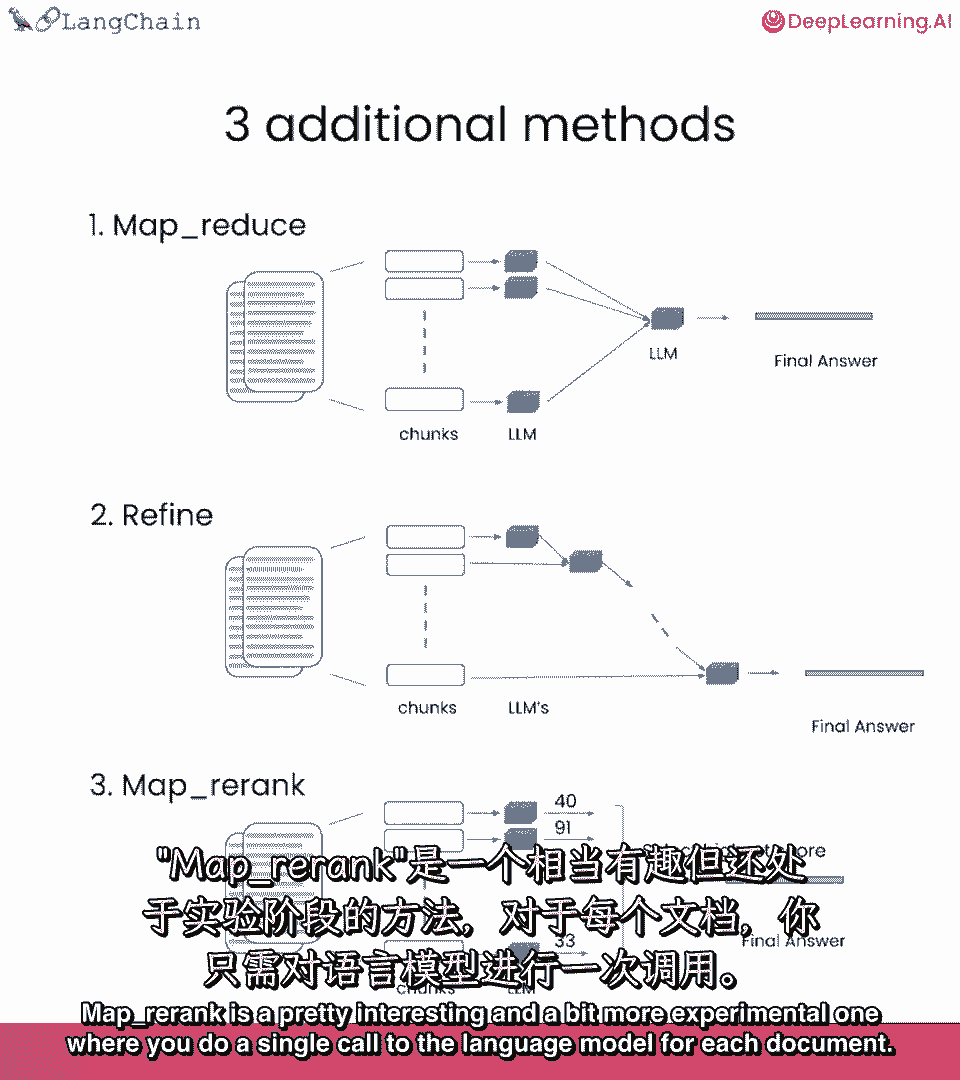 LangChain
DeepLearning.AI
3 additional methods
1. Map_reduce
LLM
Final Answer
chunks
LLM
2. Refine
chunks
LLM's
Final Answer
3. Map_rerank
40
91
33
Final Answer
chunks
LLM
"Map_rerank"是一个相当有趣但还处
于实验阶段的方法，对于每个文档，你
只需对语言模型进行一次调用。
Map_rerank is a pretty interesting and a bit more experimental one
where you do a single call to the language model for each document.